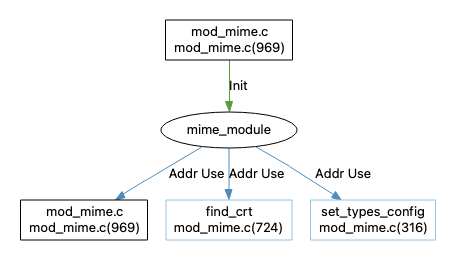 mod_mime.c
mod_mime.c(969)
Init
mime_module
Addr Use Addr Use Addr Use
mod_mime.c
mod_mime.c(969)
find_crt
mod_mime.c(724)
set_types_config
mod_mime.c(316)